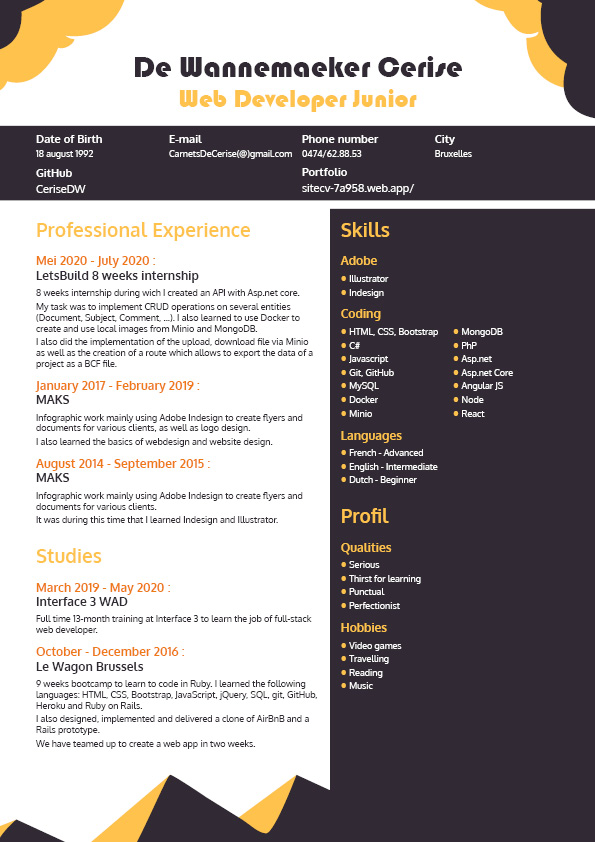 De Wannemaeker Cerise
Web Developer Junior
Date of Birth
18 august 1992
E-mail
CarnetsDeCerise(@)gmail.com
Phone number
0474/62.88.53
City
Bruxelles
GitHub
CeriseDW
Portfolio
sitecv-7a958.web.app/
Professional Experience
Mei 2020 - July 2020 :
LetsBuild 8 weeks internship
8 weeks internship during wich I created an API with Asp.net core.
My task was to implement CRUD operations on several entities
(Document, Subject, Comment, ...). I also learned to use Docker to
create and use local images from Minio and MongoDB.
I also did the implementation of the upload, download file via Minio
as well as the creation of a route which allows to export the data of a
project as a BCF file.
January 2017 - February 2019 :
MAKS
Infographic work mainly using Adobe Indesign to create flyers and
documents for various clients, as well as logo design.
I also learned the basics of webdesign and website design.
August 2014 - September 2015 :
MAKS
Infographic work mainly using Adobe Indesign to create flyers and
documents for various clients.
It was during this time that I learned Indesign and Illustrator.
Studies
March 2019 - May 2020 :
Interface 3 WAD
Full time 13-month training at Interface 3 to learn the job of full-stack
web developer.
October - December 2016 :
Le Wagon Brussels
9 weeks bootcamp to learn to code in Ruby. I learned the following
languages: HTML, CSS, Bootstrap, JavaScript, jQuery, SQL, git, GitHub,
Heroku and Ruby on Rails.
I also designed, implemented and delivered a clone of AirBnB and a
Rails prototype.
We have teamed up to create a web app in two weeks.
Skills
Adobe
• Illustrator
• Indesign
Coding
• HTML, CSS, Bootstrap
• C#
• Javascript
• Git, GitHub
• MySQL
• Docker
• Minio
• MongoDB
• PhP
• Asp.net
• Asp.net Core
• Angular JS
• Node
• React
Languages
• French - Advanced
• English - Intermediate
• Dutch - Beginner
Profil
Qualities
• Serious
• Thirst for learning
• Punctual
• Perfectionist
Hobbies
• Video games
• Travelling
• Reading
• Music